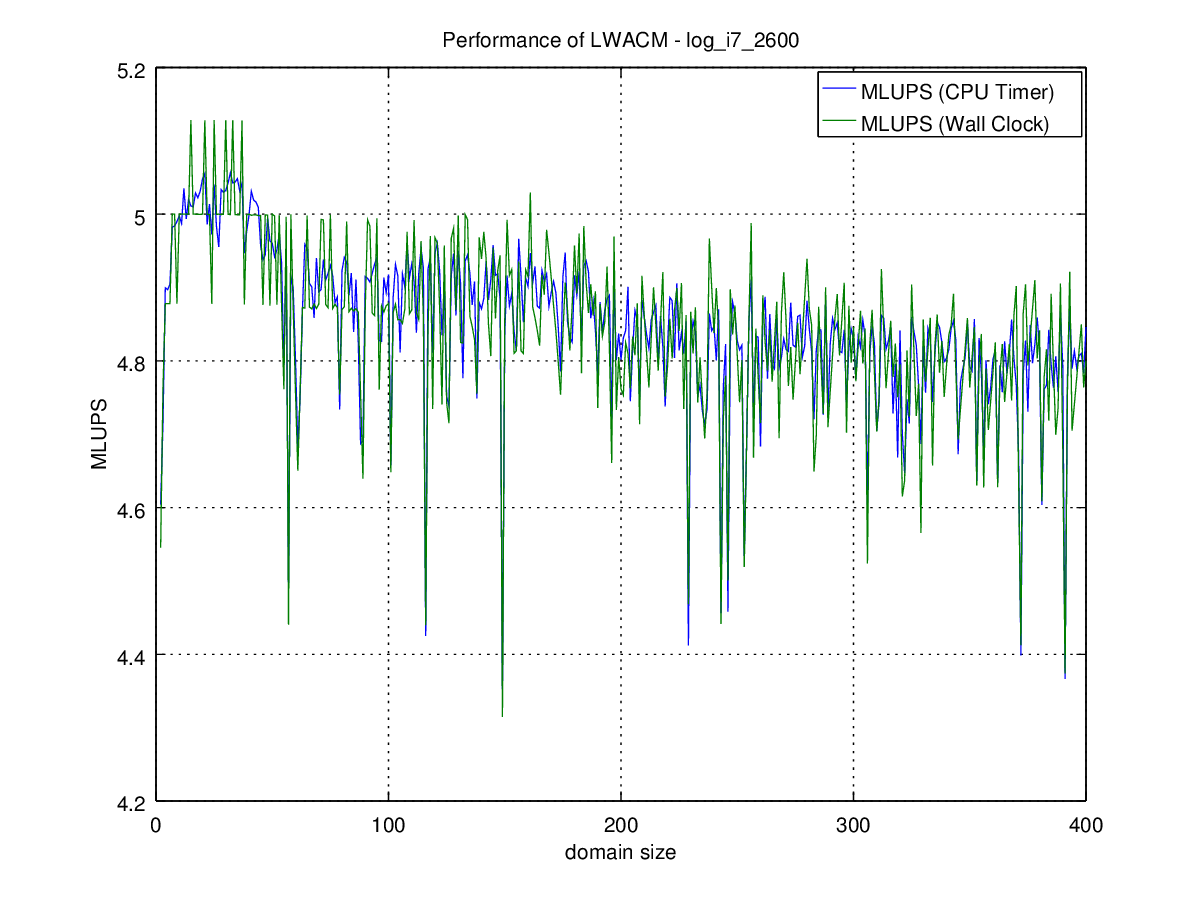 Performance of LWACM - log_i7_2600
MLUPS (CPU Timer)
MLUPS (Wall Clock)
5.2
5
4.8
4.6
4.4
4.2
MLUPS
0
100
200
300
400
domain size